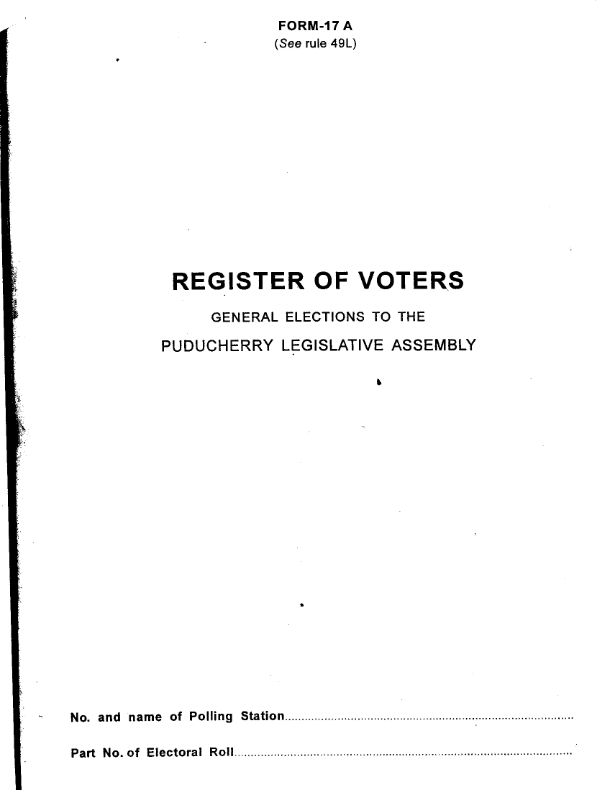 FORM-17 A
(See rule 49L)
REGISTER OF VOTERS
GENERAL ELECTIONS TO THE
PUDUCHERRY LEGISLATIVE ASSEMBLY
No. and name of Polling Station....................................................................................
Part No. of Electoral Roll....................................................................................................